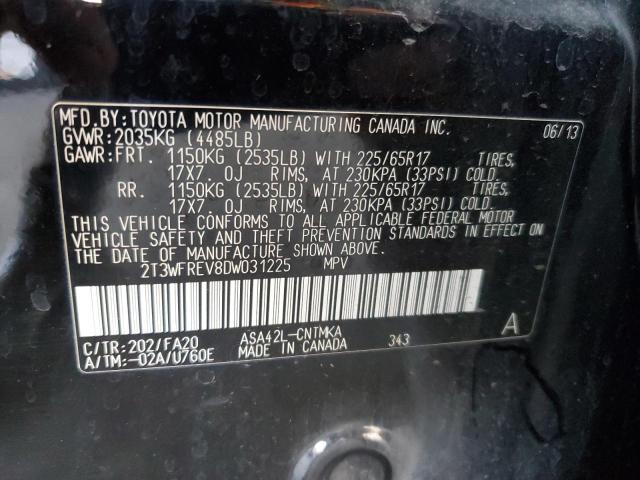 MFD.BY:TOYOTA MOTOR MANUFACTURING CANADA INC. 06/13
GVWR:2035KG (4485LB)
GAWR:FRT. 1150KG (2535LB) WITH 225/65R17 TIRES,
17X7. 0J RIMS, AT 230KPA (33PSI) COLD.
RR. 1150KG (2535LB) WITH 225/65R17 TIRES,
17X7. 0J RIMS, AT 230KPA (33PSI) COLD.
THIS VEHICLE CONFORMS TO ALL APPLICABLE FEDERAL MOTOR
VEHICLE SAFETY AND THEFT PREVENTION STANDARDS IN EFFECT ON
THE DATE OF MANUFACTURE SHOWN ABOVE.
2T3WFREV8DW031225 MPV
C/TR:202/FA20 ASA42L-CNTMKA 343 A
A/TM:-02A/U760E MADE IN CANADA